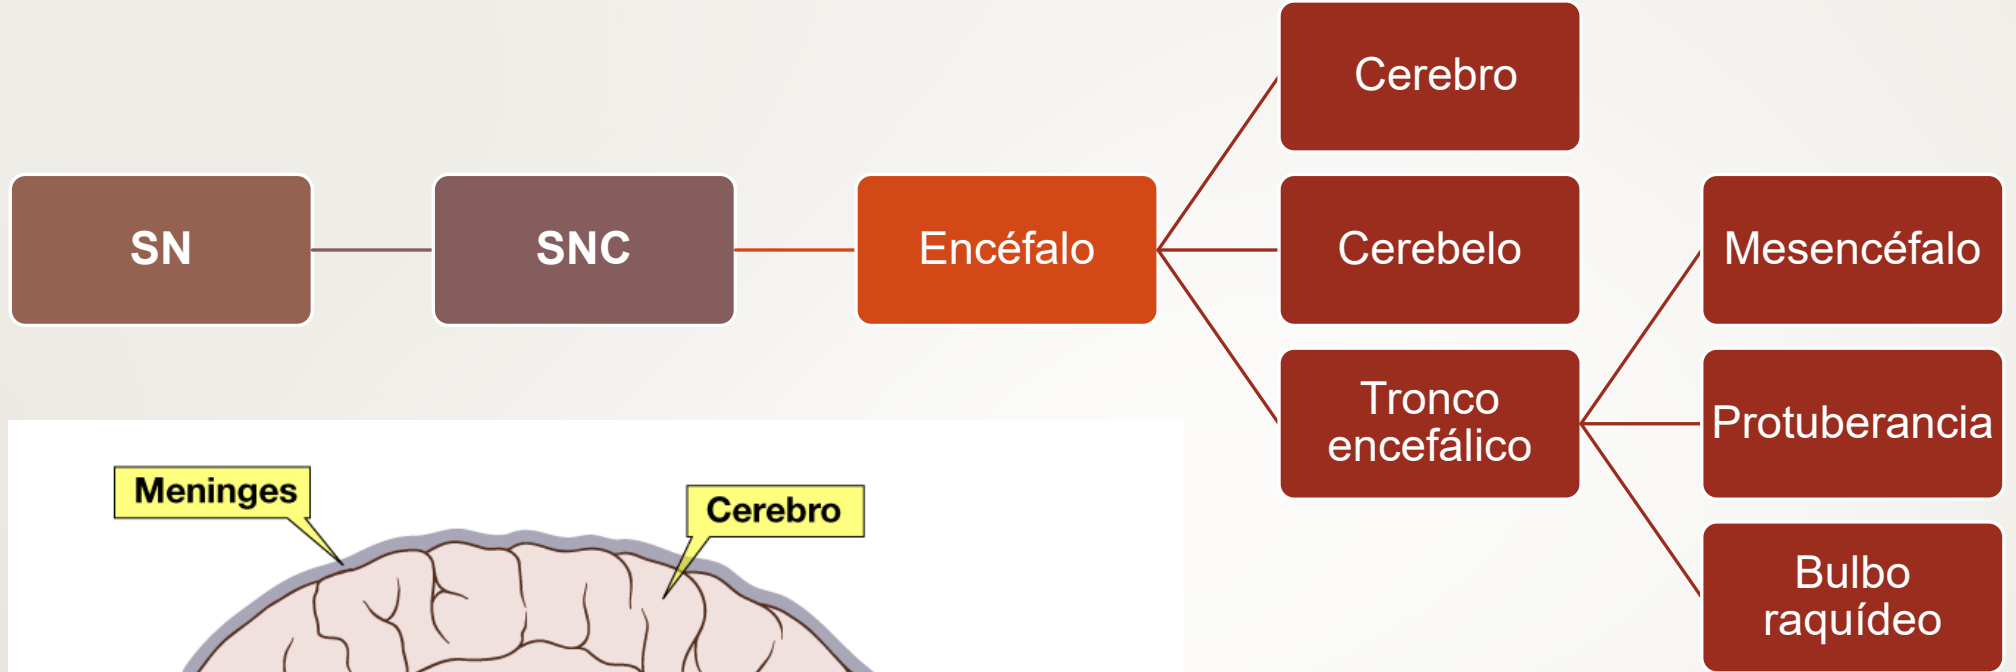 Cerebro
SN
SNC
Encéfalo
Cerebelo
Mesencéfalo
Tronco
encefálico
Protuberancia
Bulbo
raquídeo
Meninges
Cerebro